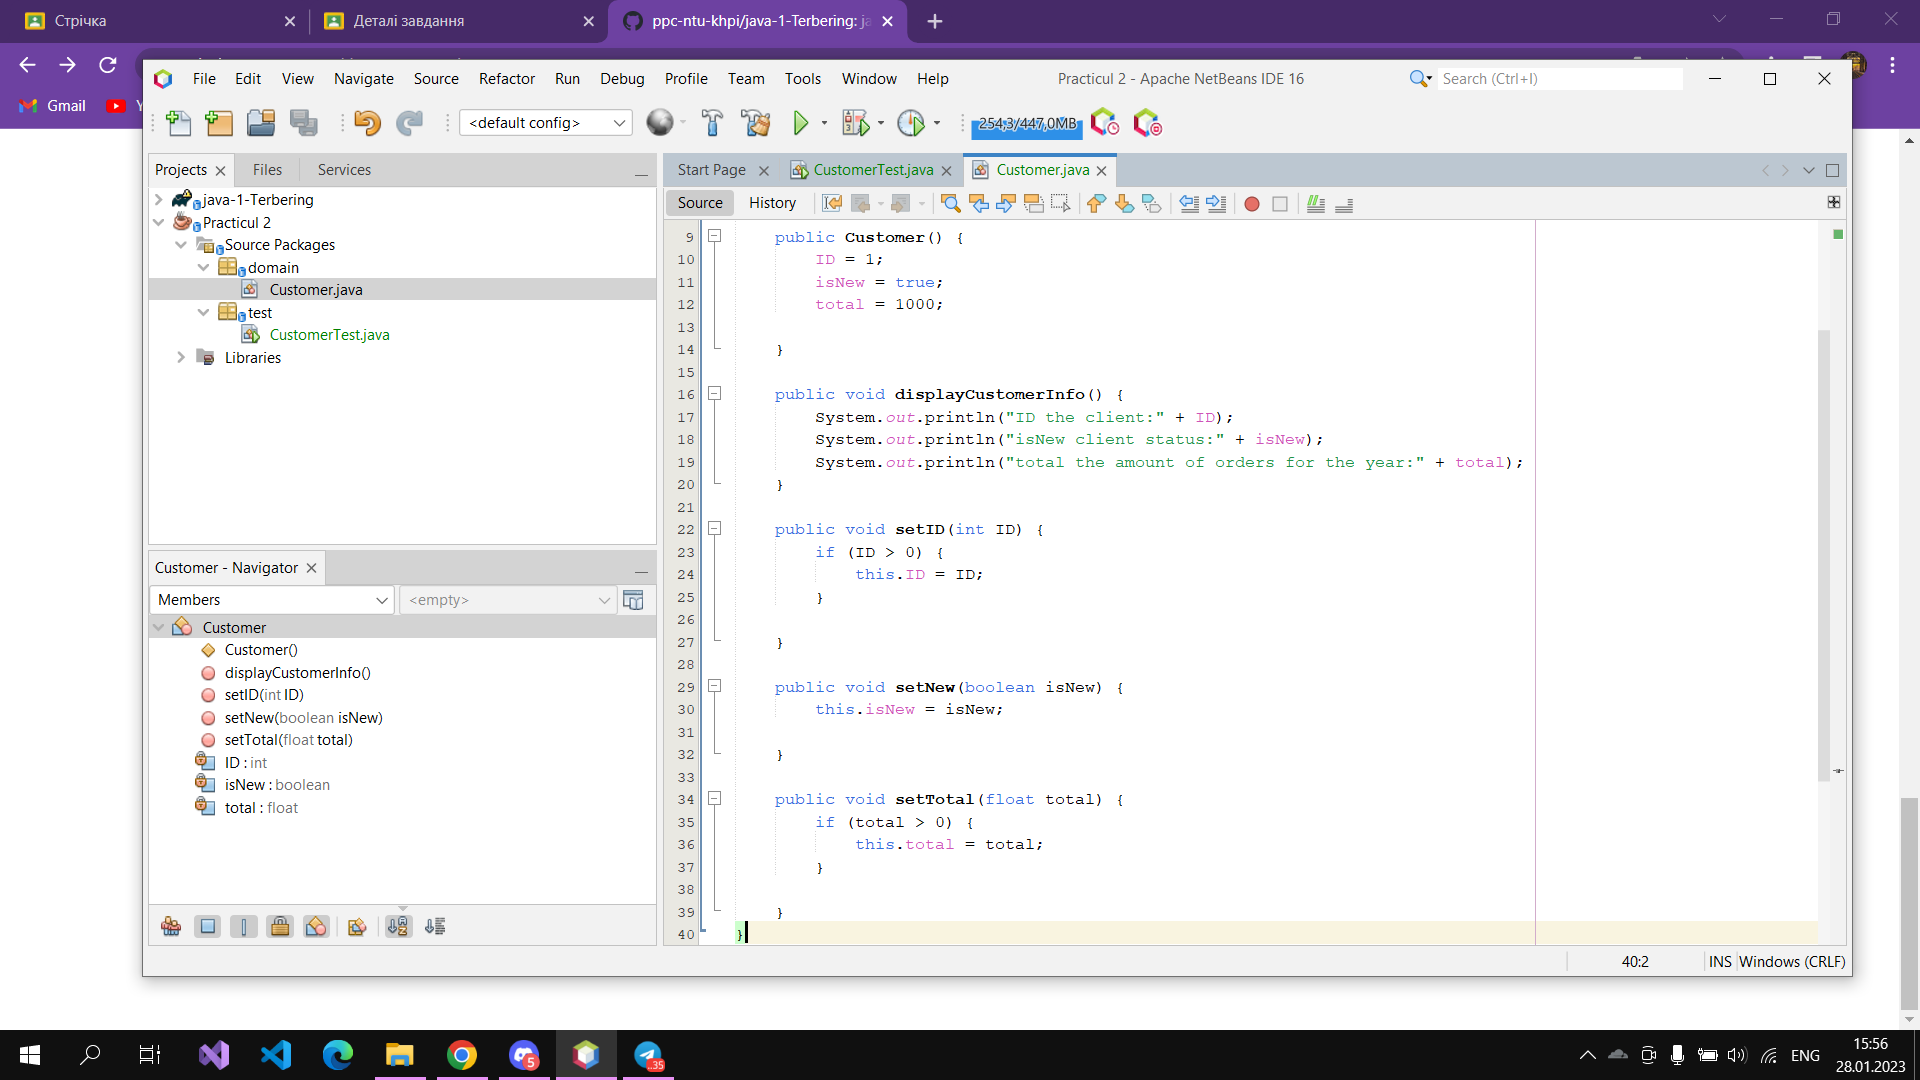 Стрічка
Деталі завдання
ppc-ntu-khpi/java-1-Terbering: ja
Gmail
Y
File Edit View Navigate Source Refactor Run Debug Profile Team Tools Window Help
Practicul 2 - Apache NetBeans IDE 16
Search (Ctrl+I)
<default config>
254,3/447,0MB
Projects Files Services
java-1-Terbering
Practicul 2
Source Packages
domain
Customer.java
test
CustomerTest.java
Libraries
Customer - Navigator
Members
<empty>
Customer
Customer()
displayCustomerInfo()
setID(int ID)
setNew(boolean isNew)
setTotal(float total)
ID : int
isNew : boolean
total : float
Start Page CustomerTest.java Customer.java
Source History
9 public Customer() {
10 ID = 1;
11 isNew = true;
12 total = 1000;
13
14 }
15
16 public void displayCustomerInfo() {
17 System.out.println("ID the client:" + ID);
18 System.out.println("isNew client status:" + isNew);
19 System.out.println("total the amount of orders for the year:" + total);
20 }
21
22 public void setID(int ID) {
23 if (ID > 0) {
24 this.ID = ID;
25 }
26
27 }
28
29 public void setNew(boolean isNew) {
30 this.isNew = isNew;
31
32 }
33
34 public void setTotal(float total) {
35 if (total > 0) {
36 this.total = total;
37 }
38
39 }
40 }
40:2 INS Windows (CRLF)
5
35
ENG
15:56
28.01.2023